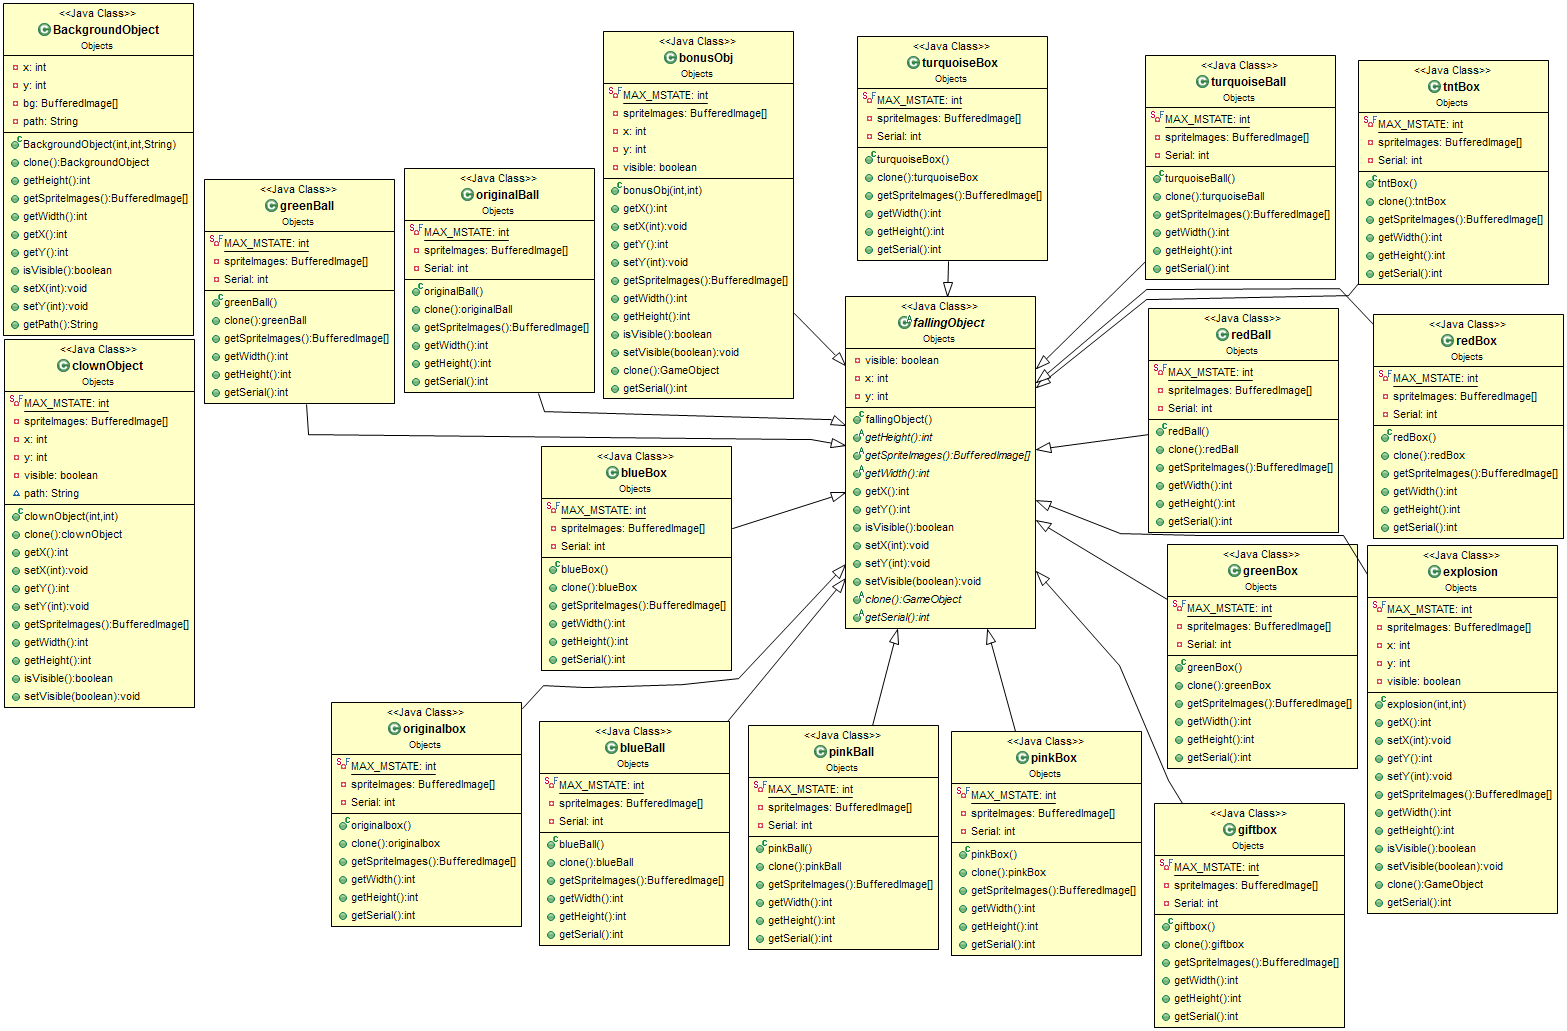 <<Java Class>>
BackgroundObject
Objects
x: int
y: int
bg: BufferedImage[]
path: String
BackgroundObject(int,int,String)
clone():BackgroundObject
getHeight():int
getSpriteImages():BufferedImage[]
getWidth():int
getX():int
getY():int
isVisible():boolean
setX(int):void
setY(int):void
getPath():String
<<Java Class>>
clownObject
Objects
MAX_MSTATE: int
spriteImages: BufferedImage[]
x: int
y: int
visible: boolean
path: String
clownObject(int,int)
clone():clownObject
getX():int
setX(int):void
getY():int
setY(int):void
getSpriteImages():BufferedImage[]
getWidth():int
getHeight():int
isVisible():boolean
setVisible(boolean):void
<<Java Class>>
greenBall
Objects
MAX_MSTATE: int
spriteImages: BufferedImage[]
Serial: int
greenBall()
clone():greenBall
getSpriteImages():BufferedImage[]
getWidth():int
getHeight():int
getSerial():int
<<Java Class>>
originalBall
Objects
MAX_MSTATE: int
spriteImages: BufferedImage[]
Serial: int
originalBall()
clone():originalBall
getSpriteImages():BufferedImage[]
getWidth():int
getHeight():int
getSerial():int
<<Java Class>>
bonusObj
Objects
MAX_MSTATE: int
spriteImages: BufferedImage[]
x: int
y: int
visible: boolean
bonusObj(int,int)
getX():int
setX(int):void
getY():int
setY(int):void
getSpriteImages():BufferedImage[]
getWidth():int
getHeight():int
isVisible():boolean
setVisible(boolean):void
clone():GameObject
getSerial():int
<<Java Class>>
turquoiseBox
Objects
MAX_MSTATE: int
spriteImages: BufferedImage[]
Serial: int
turquoiseBox()
clone():turquoiseBox
getSpriteImages():BufferedImage[]
getWidth():int
getHeight():int
getSerial():int
<<Java Class>>
turquoiseBall
Objects
MAX_MSTATE: int
spriteImages: BufferedImage[]
Serial: int
turquoiseBall()
clone():turquoiseBall
getSpriteImages():BufferedImage[]
getWidth():int
getHeight():int
getSerial():int
<<Java Class>>
tntBox
Objects
MAX_MSTATE: int
spriteImages: BufferedImage[]
Serial: int
tntBox()
clone():tntBox
getSpriteImages():BufferedImage[]
getWidth():int
getHeight():int
getSerial():int
<<Java Class>>
fallingObject
Objects
visible: boolean
x: int
y: int
fallingObject()
getHeight():int
getSpriteImages():BufferedImage[]
getWidth():int
getX():int
getY():int
isVisible():boolean
setX(int):void
setY(int):void
setVisible(boolean):void
clone():GameObject
getSerial():int
<<Java Class>>
redBall
Objects
MAX_MSTATE: int
spriteImages: BufferedImage[]
Serial: int
redBall()
clone():redBall
getSpriteImages():BufferedImage[]
getWidth():int
getHeight():int
getSerial():int
<<Java Class>>
redBox
Objects
MAX_MSTATE: int
spriteImages: BufferedImage[]
Serial: int
redBox()
clone():redBox
getSpriteImages():BufferedImage[]
getWidth():int
getHeight():int
getSerial():int
<<Java Class>>
blueBox
Objects
MAX_MSTATE: int
spriteImages: BufferedImage[]
Serial: int
blueBox()
clone():blueBox
getSpriteImages():BufferedImage[]
getWidth():int
getHeight():int
getSerial():int
<<Java Class>>
greenBox
Objects
MAX_MSTATE: int
spriteImages: BufferedImage[]
Serial: int
greenBox()
clone():greenBox
getSpriteImages():BufferedImage[]
getWidth():int
getHeight():int
getSerial():int
<<Java Class>>
explosion
Objects
MAX_MSTATE: int
spriteImages: BufferedImage[]
x: int
y: int
visible: boolean
explosion(int,int)
getX():int
setX(int):void
getY():int
setY(int):void
getSpriteImages():BufferedImage[]
getWidth():int
getHeight():int
isVisible():boolean
setVisible(boolean):void
clone():GameObject
getSerial():int
<<Java Class>>
originalbox
Objects
MAX_MSTATE: int
spriteImages: BufferedImage[]
Serial: int
originalbox()
clone():originalbox
getSpriteImages():BufferedImage[]
getWidth():int
getHeight():int
getSerial():int
<<Java Class>>
blueBall
Objects
MAX_MSTATE: int
spriteImages: BufferedImage[]
Serial: int
blueBall()
clone():blueBall
getSpriteImages():BufferedImage[]
getWidth():int
getHeight():int
getSerial():int
<<Java Class>>
pinkBall
Objects
MAX_MSTATE: int
spriteImages: BufferedImage[]
Serial: int
pinkBall()
clone():pinkBall
getSpriteImages():BufferedImage[]
getWidth():int
getHeight():int
getSerial():int
<<Java Class>>
pinkBox
Objects
MAX_MSTATE: int
spriteImages: BufferedImage[]
Serial: int
pinkBox()
clone():pinkBox
getSpriteImages():BufferedImage[]
getWidth():int
getHeight():int
getSerial():int
<<Java Class>>
giftbox
Objects
MAX_MSTATE: int
spriteImages: BufferedImage[]
Serial: int
giftbox()
clone():giftbox
getSpriteImages():BufferedImage[]
getWidth():int
getHeight():int
getSerial():int